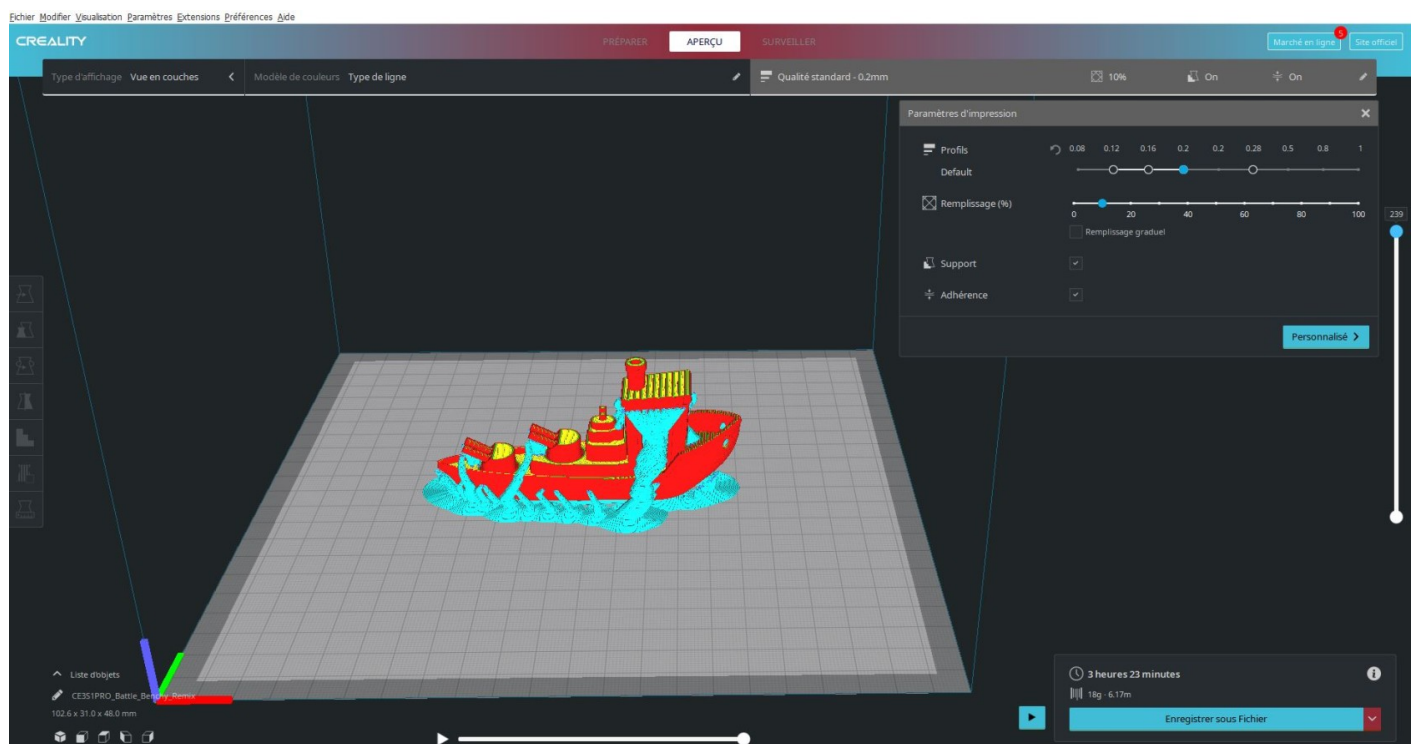 Fichier Modifier Visualisation Paramètres Extensions Préférences Aide
CREALITY PRÉPARER APERÇU SURVEILLER Marché en ligne 5 Site officiel
Type d'affichage Vue en couches Modèle de couleurs Type de ligne Qualité standard - 0.2mm 10% On On
Paramètres d'impression
Profils 0.08 0.12 0.16 0.2 0.2 0.28 0.5 0.8 1
Default
Remplissage (%)
0 20 40 60 80 100
239
Remplissage graduel
Support
Adhérence
Personnalisé
Liste d'objets
CE3S1PRO_Battle_Benchy_Remix
102.6 x 31.0 x 48.0 mm
3 heures 23 minutes
18g · 6.17m
Enregistrer sous Fichier